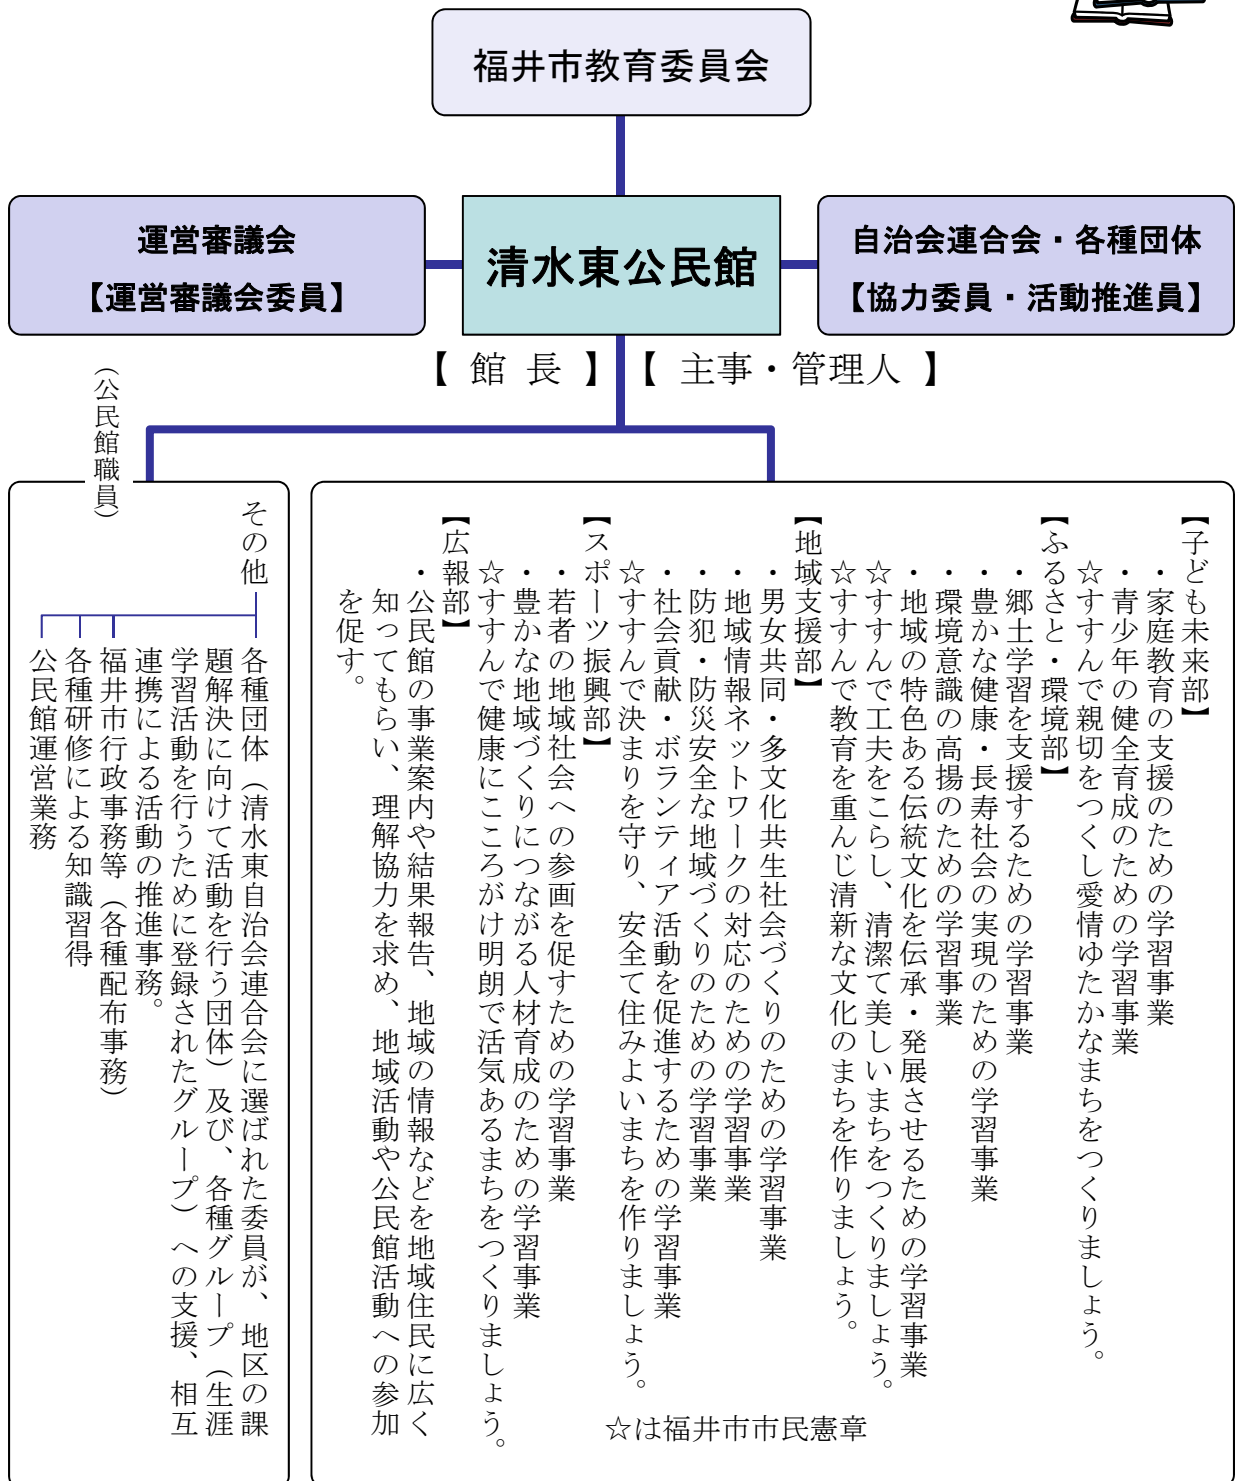 福井市教育委員会
運営審議会
【運営審議会委員】
清水東公民館
自治会連合会・各種団体
【協力委員・活動推進員】
【 館 長 】
【 主事・管理人 】
【子ども未来部】
・家庭教育の支援のための学習事業
・青少年の健全育成のための学習事業
☆すすんで親切をつくし愛情ゆたかなまちをつくりましょう。
【ふるさと・環境部】
・郷土学習を支援するための学習事業
・豊かな健康・長寿社会の実現のための学習事業
・環境意識の高揚のための学習事業
・地域の特色ある伝統文化を伝承・発展させるための学習事業
☆すすんで工夫をこらし、清潔て美しいまちをつくりましょう。
☆すすんで教育を重んじ清新な文化のまちを作りましょう。
【地域支援部】
・男女共同・多文化共生社会づくりのための学習事業
・地域情報ネットワークの対応のための学習事業
・防犯・防災安全な地域づくりのための学習事業
・社会貢献・ボランティア活動を促進するための学習事業
☆すすんで決まりを守り、安全て住みよいまちを作りましょう。
【スポーツ振興部】
・若者の地域社会への参画を促すための学習事業
・豊かな地域づくりにつながる人材育成のための学習事業
☆すすんで健康にこころがけ明朗で活気あるまちをつくりましょう。
【広報部】
・公民館の事業案内や結果報告、地域の情報などを地域住民に広く
知ってもらい、理解協力を求め、地域活動や公民館活動への参加
を促す。
☆は福井市市民憲章
（公民館職員）
その他
各種団体（清水東自治会連合会に選ばれた委員が、地区の課
題解決に向けて活動を行う団体）及び、各種グループ（生涯
学習活動を行うために登録されたグループ）への支援、相互
連携による活動の推進事務。
福井市行政事務等（各種配布事務）
各種研修による知識習得
公民館運営業務